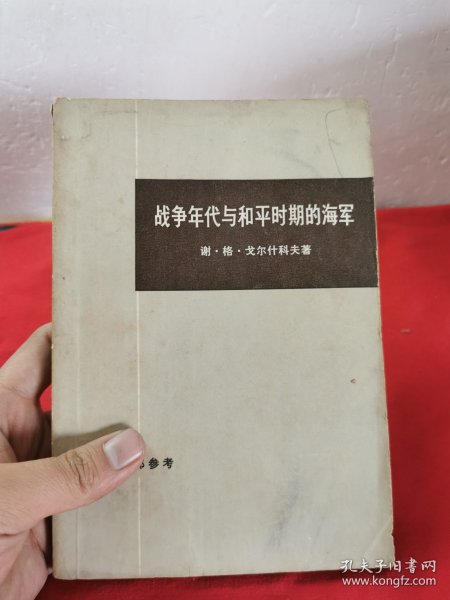 战争年代与和平时期的海军
谢·格·戈尔什科夫著
参考
孔夫子旧书网
www.kongfz.com